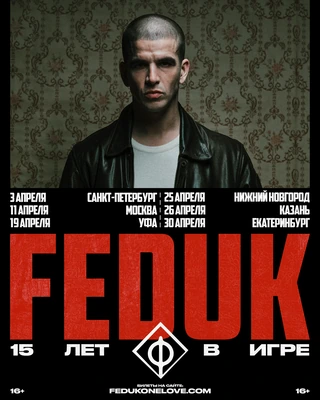 3 АПРЕЛЯ САНКТ-ПЕТЕРБУРГ
11 АПРЕЛЯ МОСКВА
19 АПРЕЛЯ УФА
25 АПРЕЛЯ НИЖНИЙ НОВГОРОД
26 АПРЕЛЯ КАЗАНЬ
30 АПРЕЛЯ ЕКАТЕРИНБУРГ
FEDUK
15 ЛЕТ Ф В ИГРЕ
16+
БИЛЕТЫ НА САЙТЕ:
FEDUKONELOVE.COM
16+